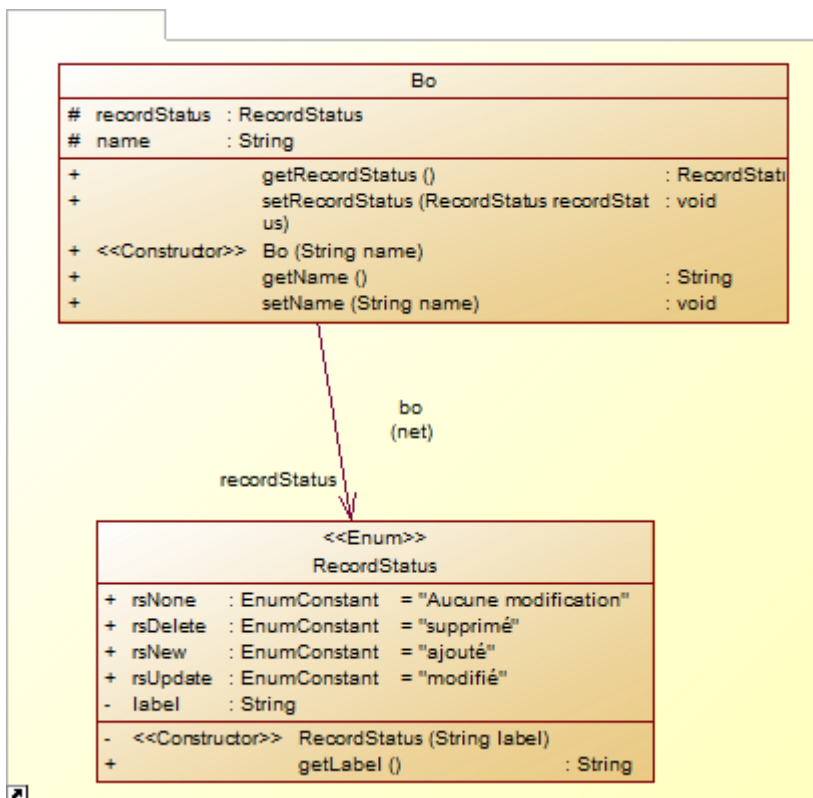 Bo
# recordStatus : RecordStatus
# name : String
+ getRecordStatus () : RecordStatu
+ setRecordStatus (RecordStatus recordStat : void
us)
+ <<Constructor>> Bo (String name)
+ getName () : String
+ setName (String name) : void
bo
(net)
recordStatus
<<Enum>>
RecordStatus
+ rsNone : EnumConstant = "Aucune modification"
+ rsDelete : EnumConstant = "supprimé"
+ rsNew : EnumConstant = "ajouté"
+ rsUpdate : EnumConstant = "modifié"
- label : String
- <<Constructor>> RecordStatus (String label)
+ getLabel () : String